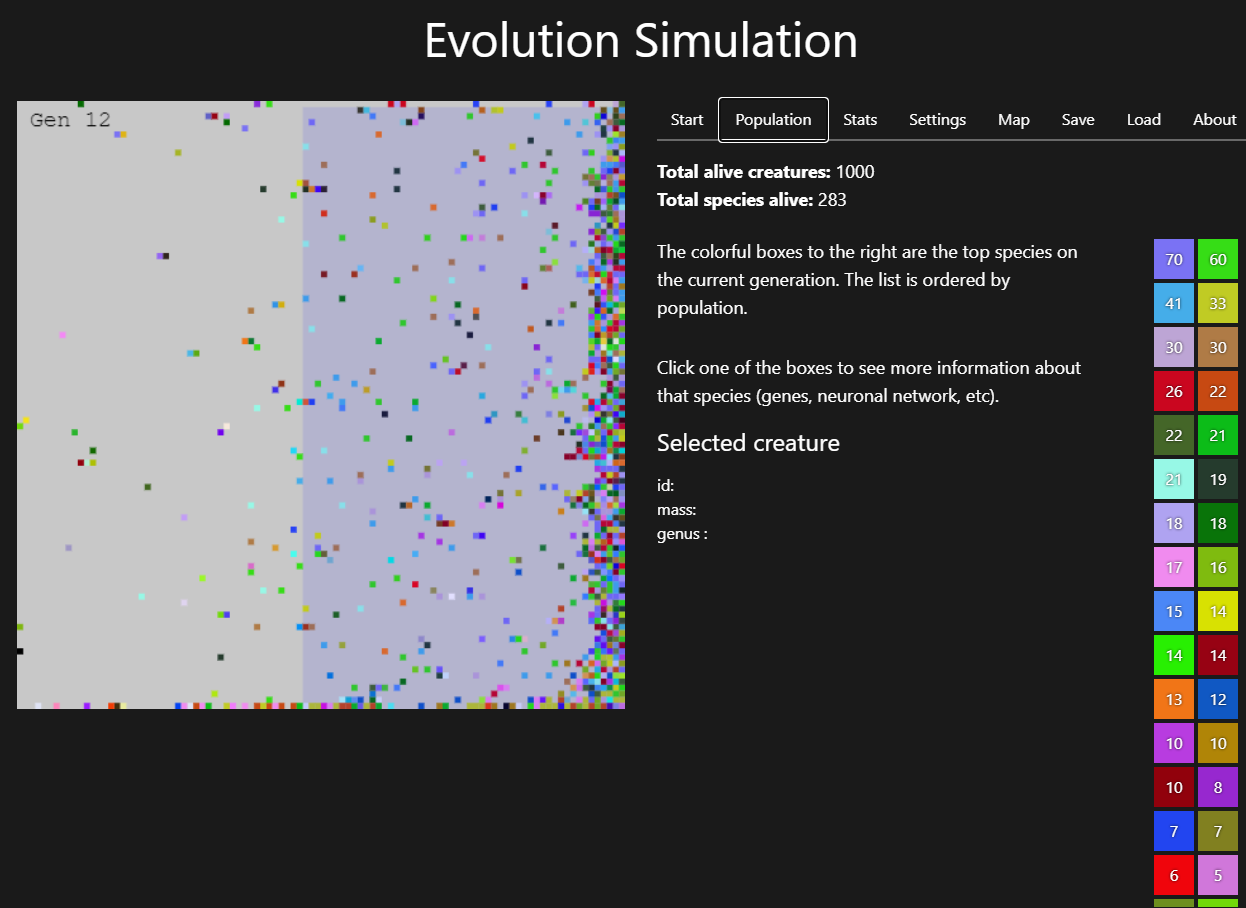 Evolution Simulation
Gen 12
Start Population Stats Settings Map Save Load About
Total alive creatures: 1000
Total species alive: 283
The colorful boxes to the right are the top species on
the current generation. The list is ordered by
population.
Click one of the boxes to see more information about
that species (genes, neuronal network, etc).
Selected creature
id:
mass:
genus :
70 60
41 33
30 30
26 22
22 21
21 19
18 18
17 16
15 14
14 14
13 12
10 10
10 8
7 7
6 5